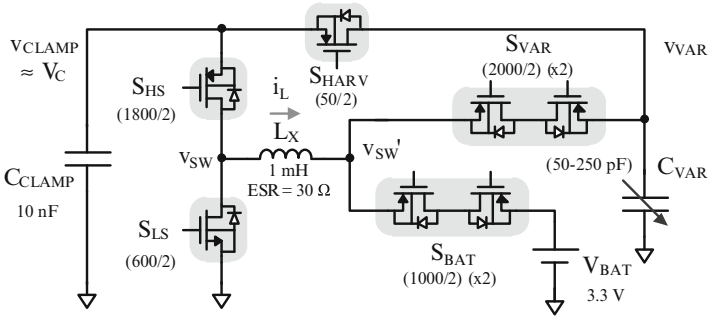 vCLAMP
≈ VC
SHS
(1800/2)
SHARV
(50/2)
SVAR
(2000/2) (x2)
vVAR
iL
LX
1 mH
ESR = 30 Ω
vSW
vSW'
CCLAMP
10 nF
(50-250 pF)
CVAR
SLS
(600/2)
SBAT
(1000/2) (x2)
VBAT
3.3 V